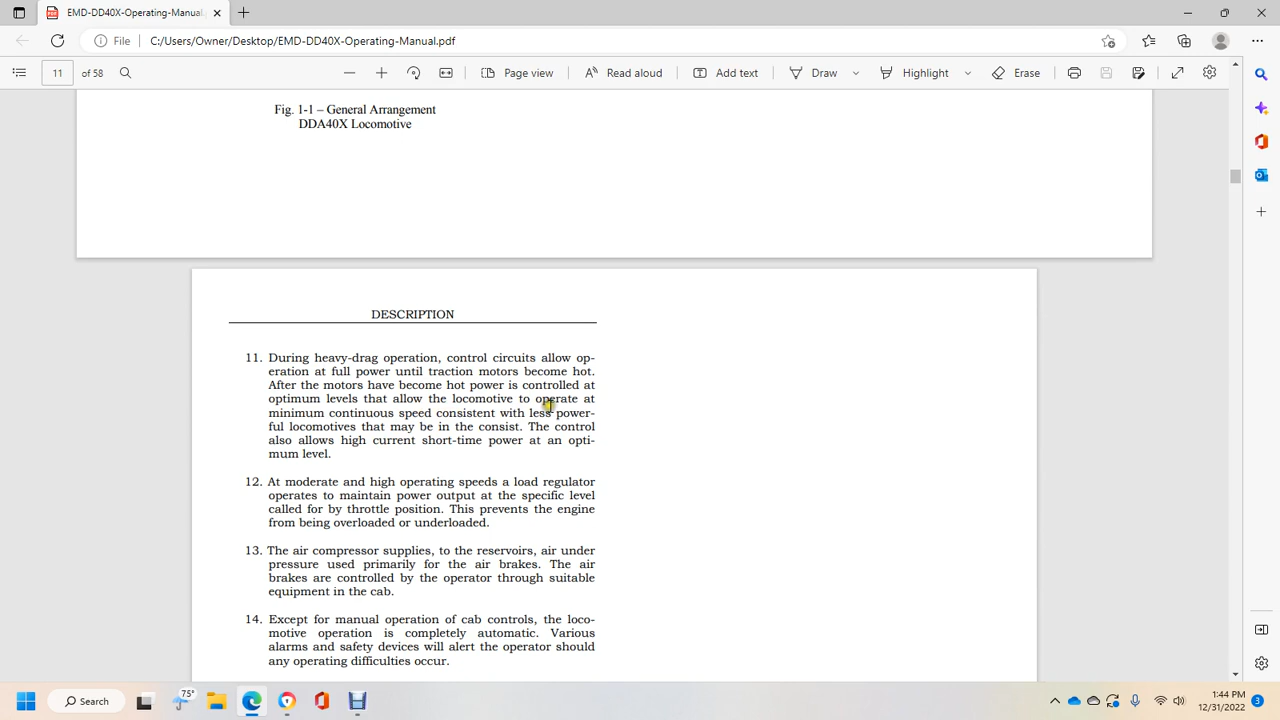 EMD-DD40X-Operating-Manual.
File C:/Users/Owner/Desktop/EMD-DD40X-Operating-Manual.pdf
11 of 58 Page view Read aloud Add text Draw Highlight Erase
Fig. 1-1 – General Arrangement
DDA40X Locomotive
DESCRIPTION
11. During heavy-drag operation, control circuits allow op-
eration at full power until traction motors become hot.
After the motors have become hot power is controlled at
optimum levels that allow the locomotive to operate at
minimum continuous speed consistent with less power-
ful locomotives that may be in the consist. The control
also allows high current short-time power at an opti-
mum level.
12. At moderate and high operating speeds a load regulator
operates to maintain power output at the specific level
called for by throttle position. This prevents the engine
from being overloaded or underloaded.
13. The air compressor supplies, to the reservoirs, air under
pressure used primarily for the air brakes. The air
brakes are controlled by the operator through suitable
equipment in the cab.
14. Except for manual operation of cab controls, the loco-
motive operation is completely automatic. Various
alarms and safety devices will alert the operator should
any operating difficulties occur.
Search
75°
1:44 PM
12/31/2022
3